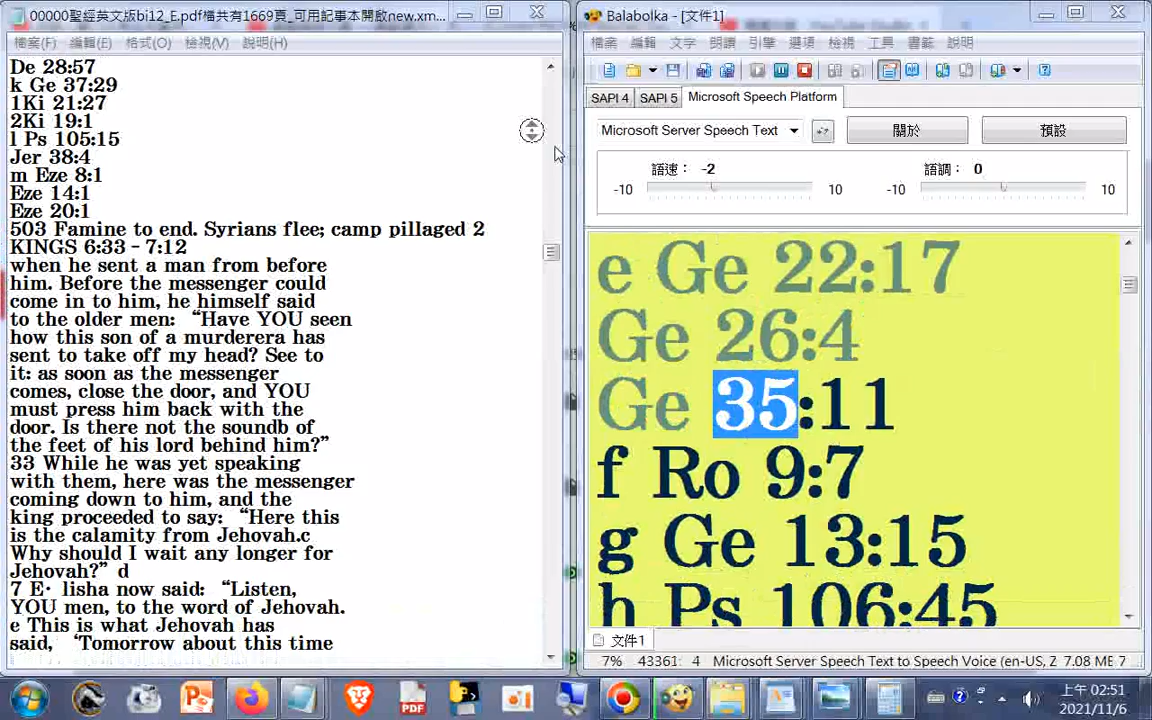 00000聖經英文版bi12_E.pdf檔共有1669頁_可用記事本開啟new.xm...
檔案(F) 編輯(E) 格式(O) 檢視(V) 說明(H)
De 28:57
k Ge 37:29
1Ki 21:27
2Ki 19:1
l Ps 105:15
Jer 38:4
m Eze 8:1
Eze 14:1
Eze 20:1
503 Famine to end. Syrians flee; camp pillaged 2
KINGS 6:33–7:12
when he sent a man from before
him. Before the messenger could
come in to him, he himself said
to the older men: “Have YOU seen
how this son of a murderera has
sent to take off my head? See to
it: as soon as the messenger
comes, close the door, and YOU
must press him back with the
door. Is there not the soundb of
the feet of his lord behind him?”
33 While he was yet speaking
with them, here was the messenger
coming down to him, and the
king proceeded to say: “Here this
is the calamity from Jehovah.c
Why should I wait any longer for
Jehovah?” d
7 E· lisha now said: “Listen,
YOU men, to the word of Jehovah.
e This is what Jehovah has
said, ‘Tomorrow about this time
Balabolka - [文件1]
檔案 編輯 文字 朗讀 引擎 選項 檢視 工具 書籤 說明
SAPI 4 SAPI 5 Microsoft Speech Platform
Microsoft Server Speech Text 關於 預設
語速： -2 語調： 0
-10 10 -10 10
e Ge 22:17
Ge 26:4
Ge 35:11
f Ro 9:7
g Ge 13:15
h Ps 106:45
文件1
7% 43361: 4 Microsoft Server Speech Text to Speech Voice (en-US, Z 7.08 ME 7
PDF
上午 02:51
2021/11/6